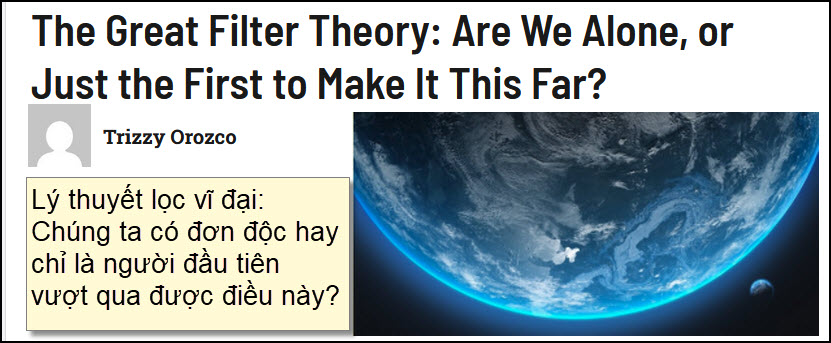 The Great Filter Theory: Are We Alone, or
Just the First to Make It This Far?
Trizzy Orozco
Lý thuyết lọc vĩ đại:
Chúng ta có đơn độc hay
chỉ là người đầu tiên
vượt qua được điều này?